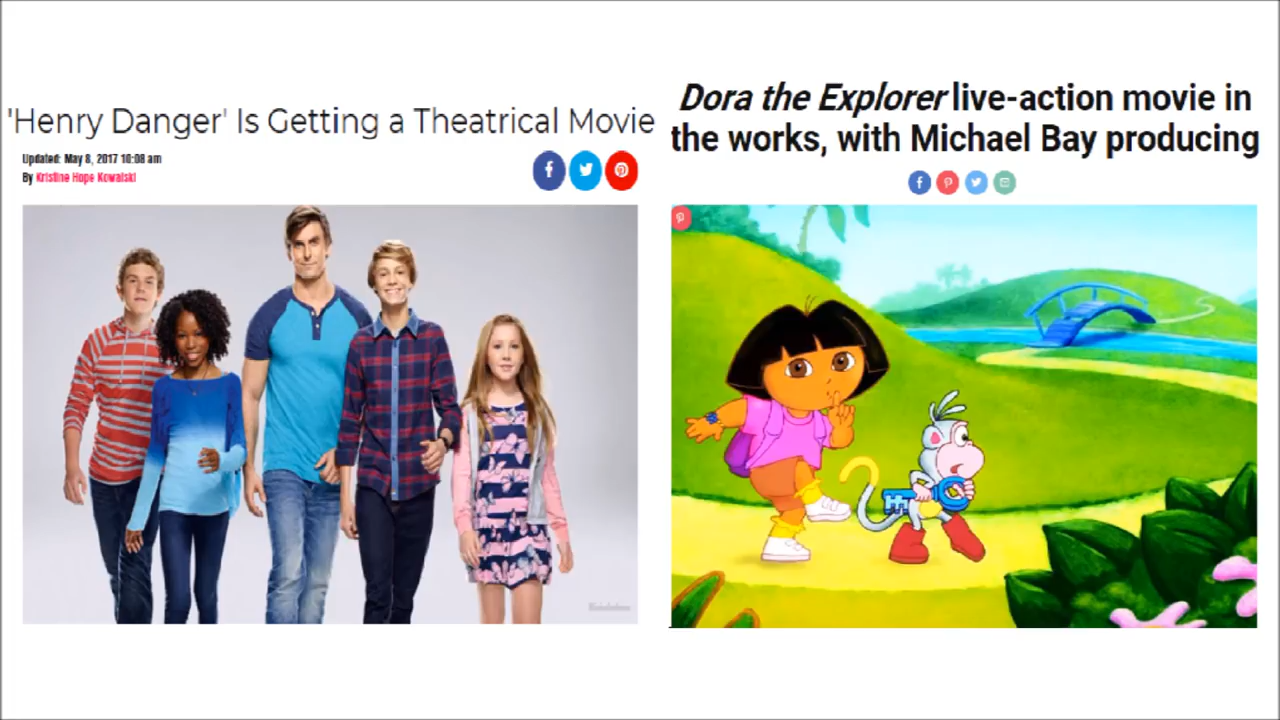 'Henry Danger' Is Getting a Theatrical Movie
Updated: May 8, 2017 10:08 am
By Kristine Hope Kowalski
Dora the Explorer live-action movie in
the works, with Michael Bay producing